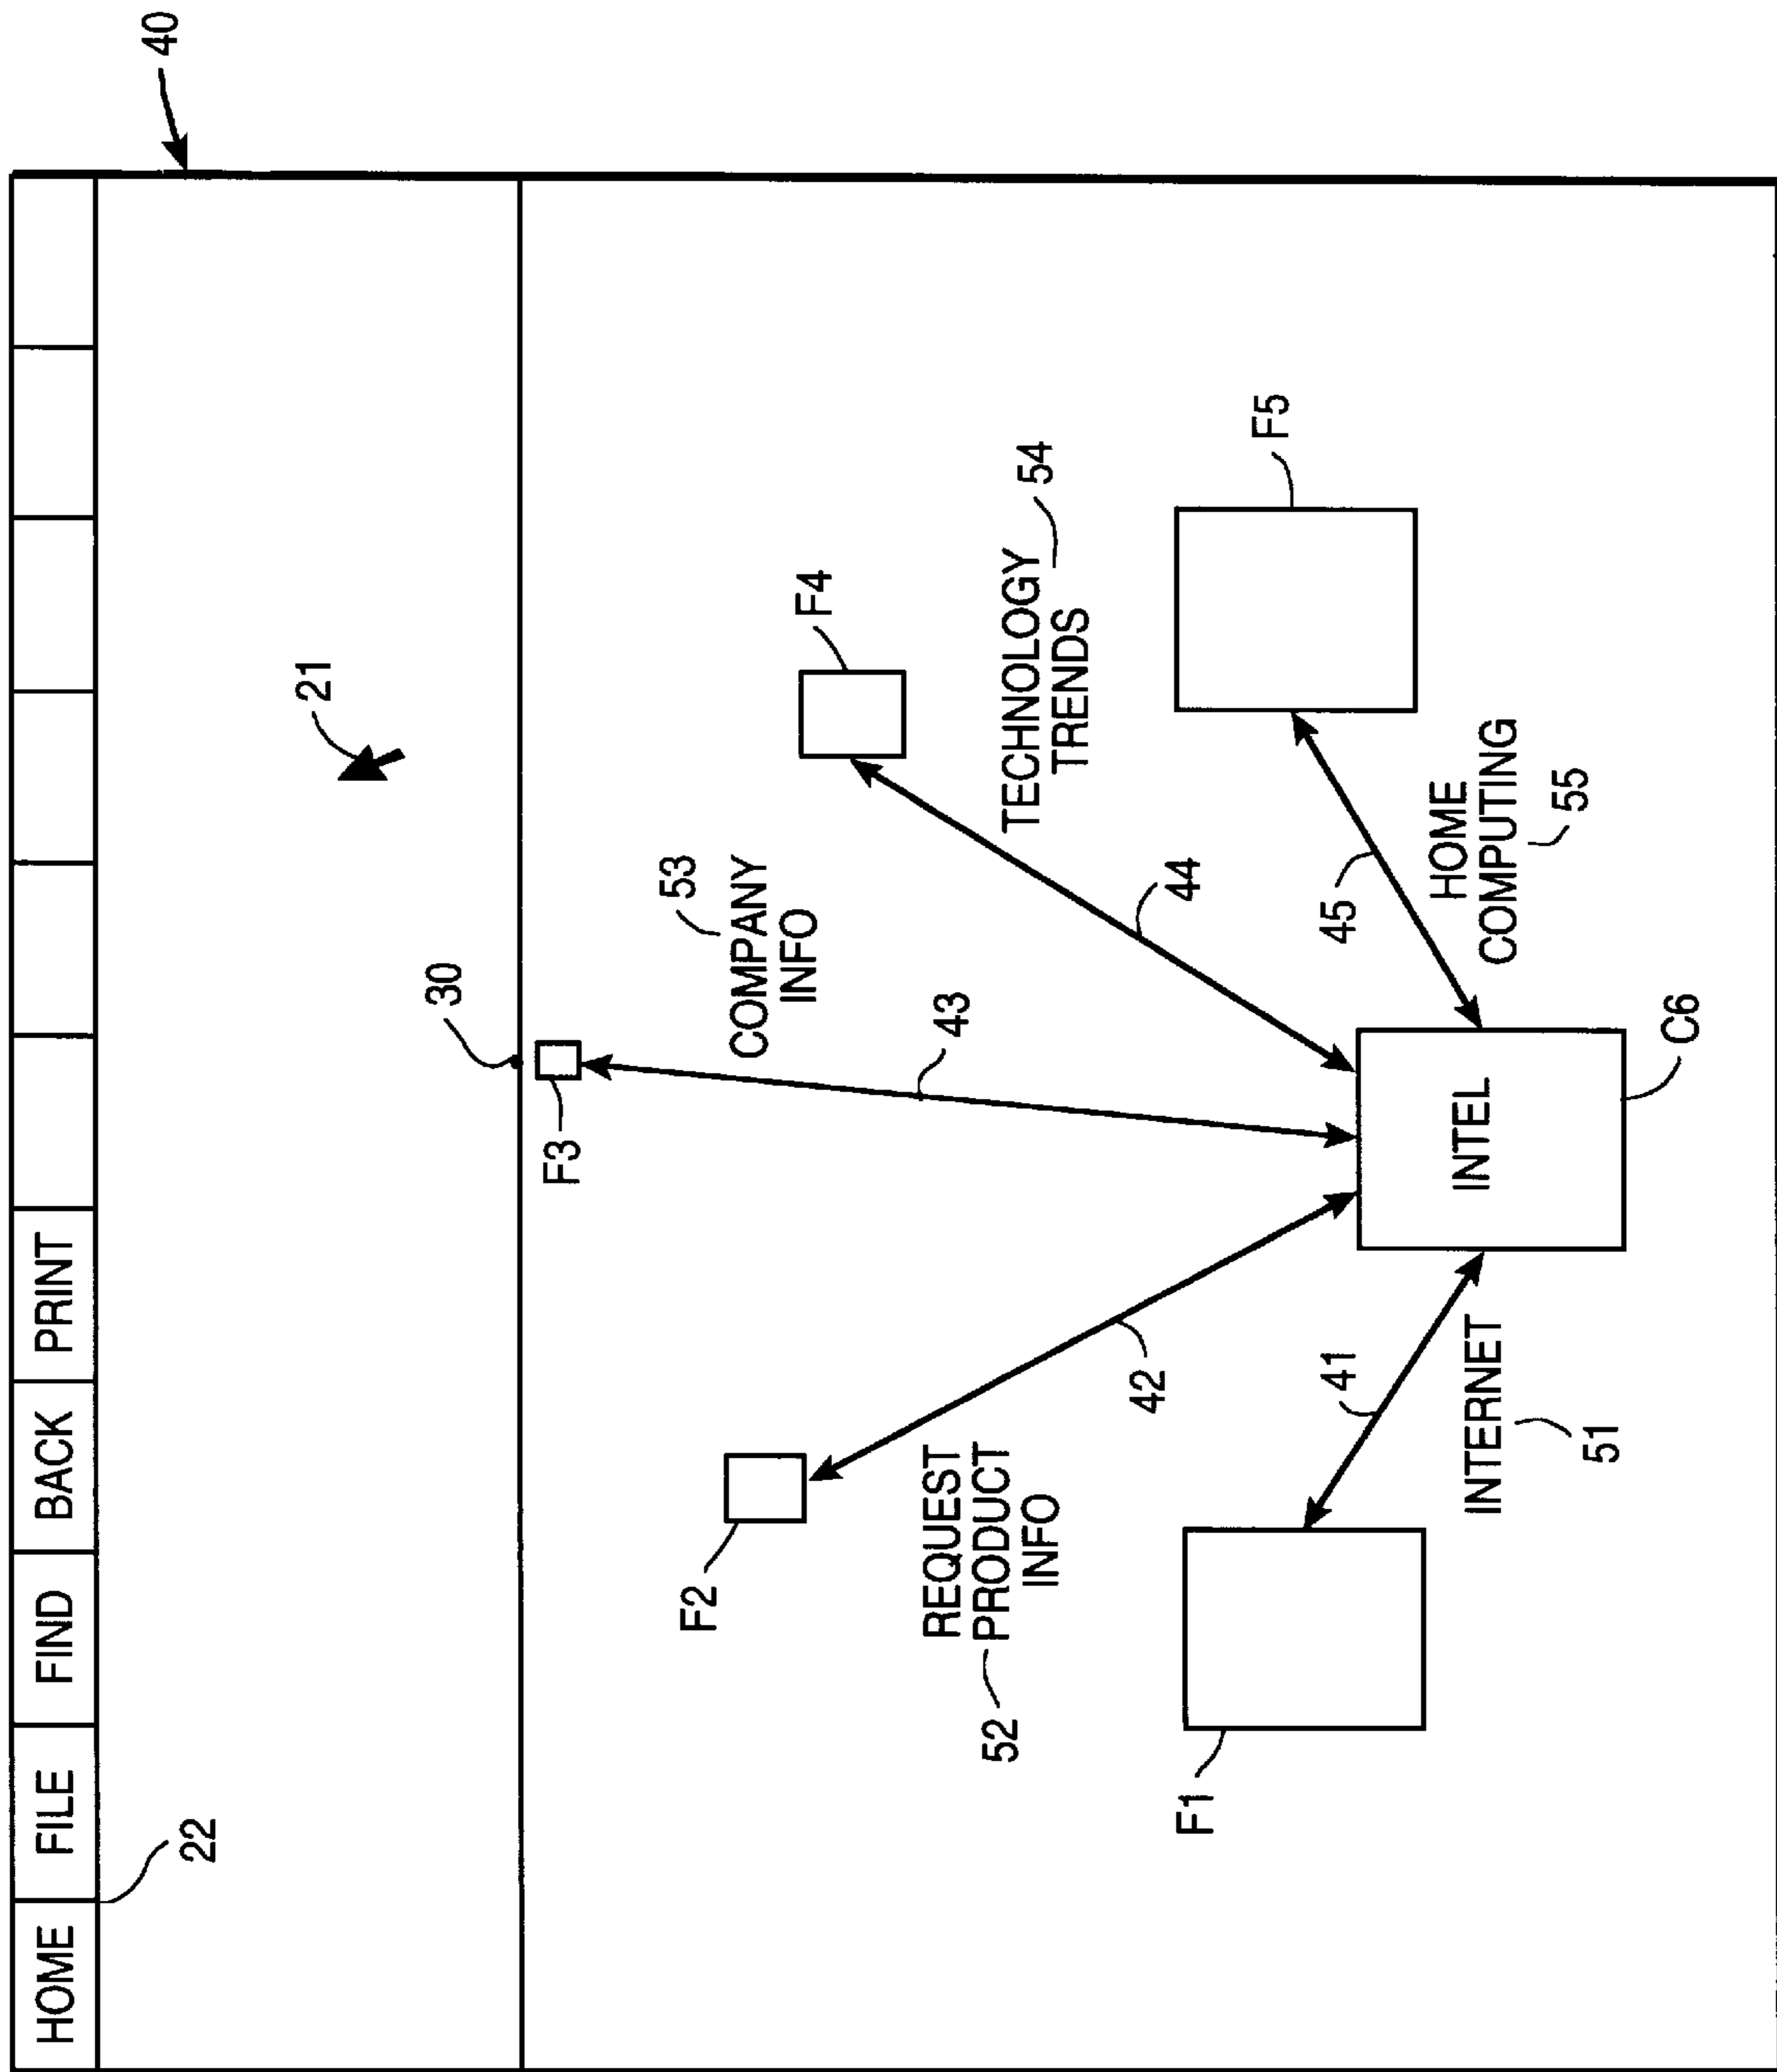 HOME FILE FIND BACK PRINT
40
22
21
30
F3
53
COMPANY
INFO
F2
F4
43
44
42
REQUEST
PRODUCT
INFO
52
TECHNOLOGY
TRENDS
54
F1
41
INTERNET
51
INTEL
C6
45
HOME
COMPUTING
55
F5